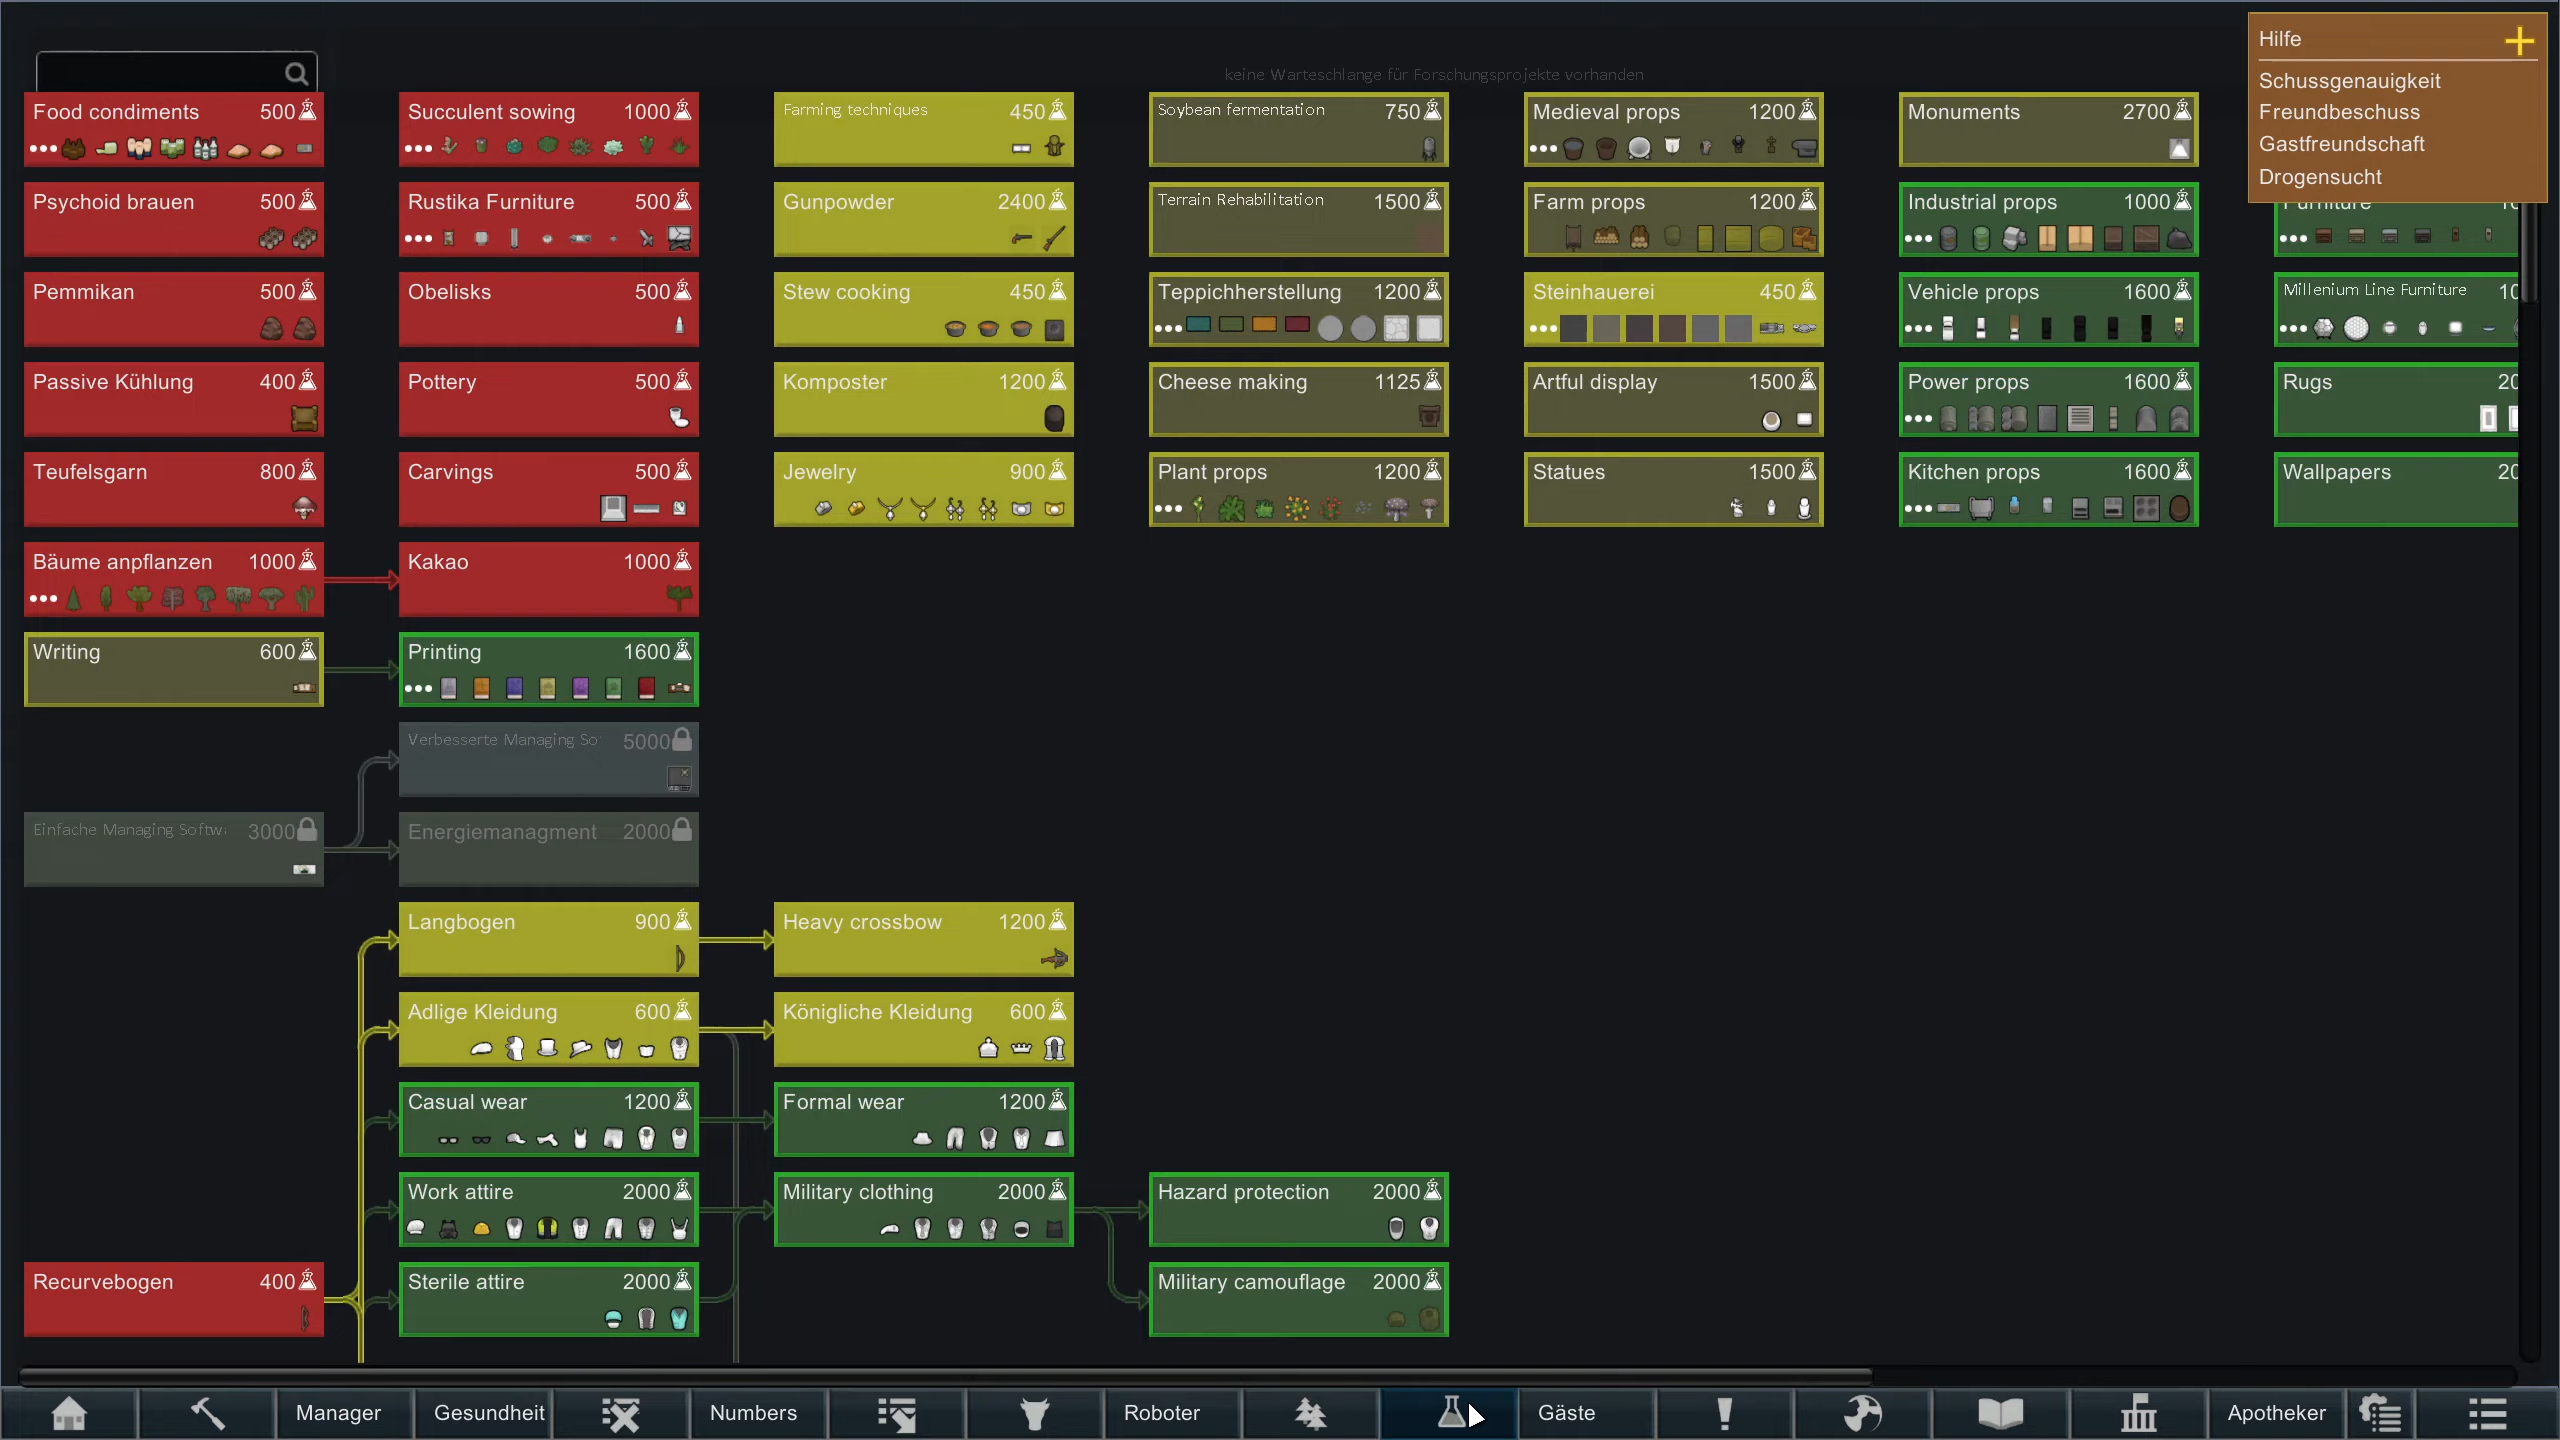 keine Warteschlange für Forschungsprojekte vorhanden
Hilfe
Schussgenauigkeit
Freundbeschuss
Gastfreundschaft
Drogensucht
Food condiments 500
Succulent sowing 1000
Farming techniques 450
Soybean fermentation 750
Medieval props 1200
Monuments 2700
Psychoid brauen 500
Rustika Furniture 500
Gunpowder 2400
Terrain Rehabilitation 1500
Farm props 1200
Industrial props 1000
Furniture
Pemmikan 500
Obelisks 500
Stew cooking 450
Teppichherstellung 1200
Steinhauerei 450
Vehicle props 1600
Millenium Line Furniture 10
Passive Kühlung 400
Pottery 500
Komposter 1200
Cheese making 1125
Artful display 1500
Power props 1600
Rugs 20
Teufelsgarn 800
Carvings 500
Jewelry 900
Plant props 1200
Statues 1500
Kitchen props 1600
Wallpapers 20
Bäume anpflanzen 1000
Kakao 1000
Writing 600
Printing 1600
Verbesserte Managing So 5000
Einfache Managing Softw 3000
Energiemanagment 2000
Langbogen 900
Heavy crossbow 1200
Adlige Kleidung 600
Königliche Kleidung 600
Casual wear 1200
Formal wear 1200
Work attire 2000
Military clothing 2000
Hazard protection 2000
Recurvebogen 400
Sterile attire 2000
Military camouflage 2000
Manager
Gesundheit
Numbers
Roboter
Gäste
Apotheker